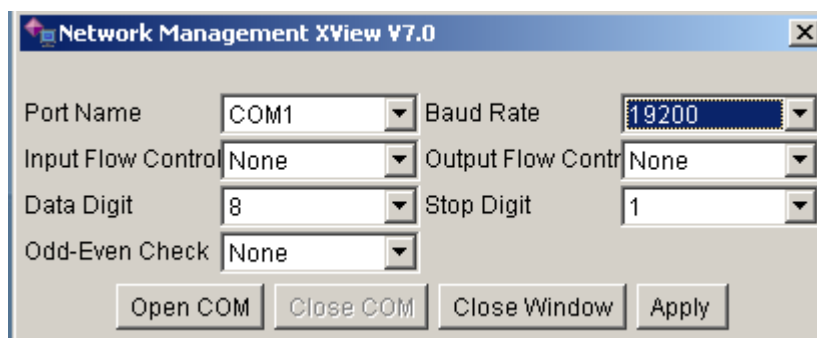 Network Management XView V7.0
Port Name COM1 Baud Rate 19200
Input Flow Control None Output Flow Contr None
Data Digit 8 Stop Digit 1
Odd-Even Check None
Open COM Close COM Close Window Apply